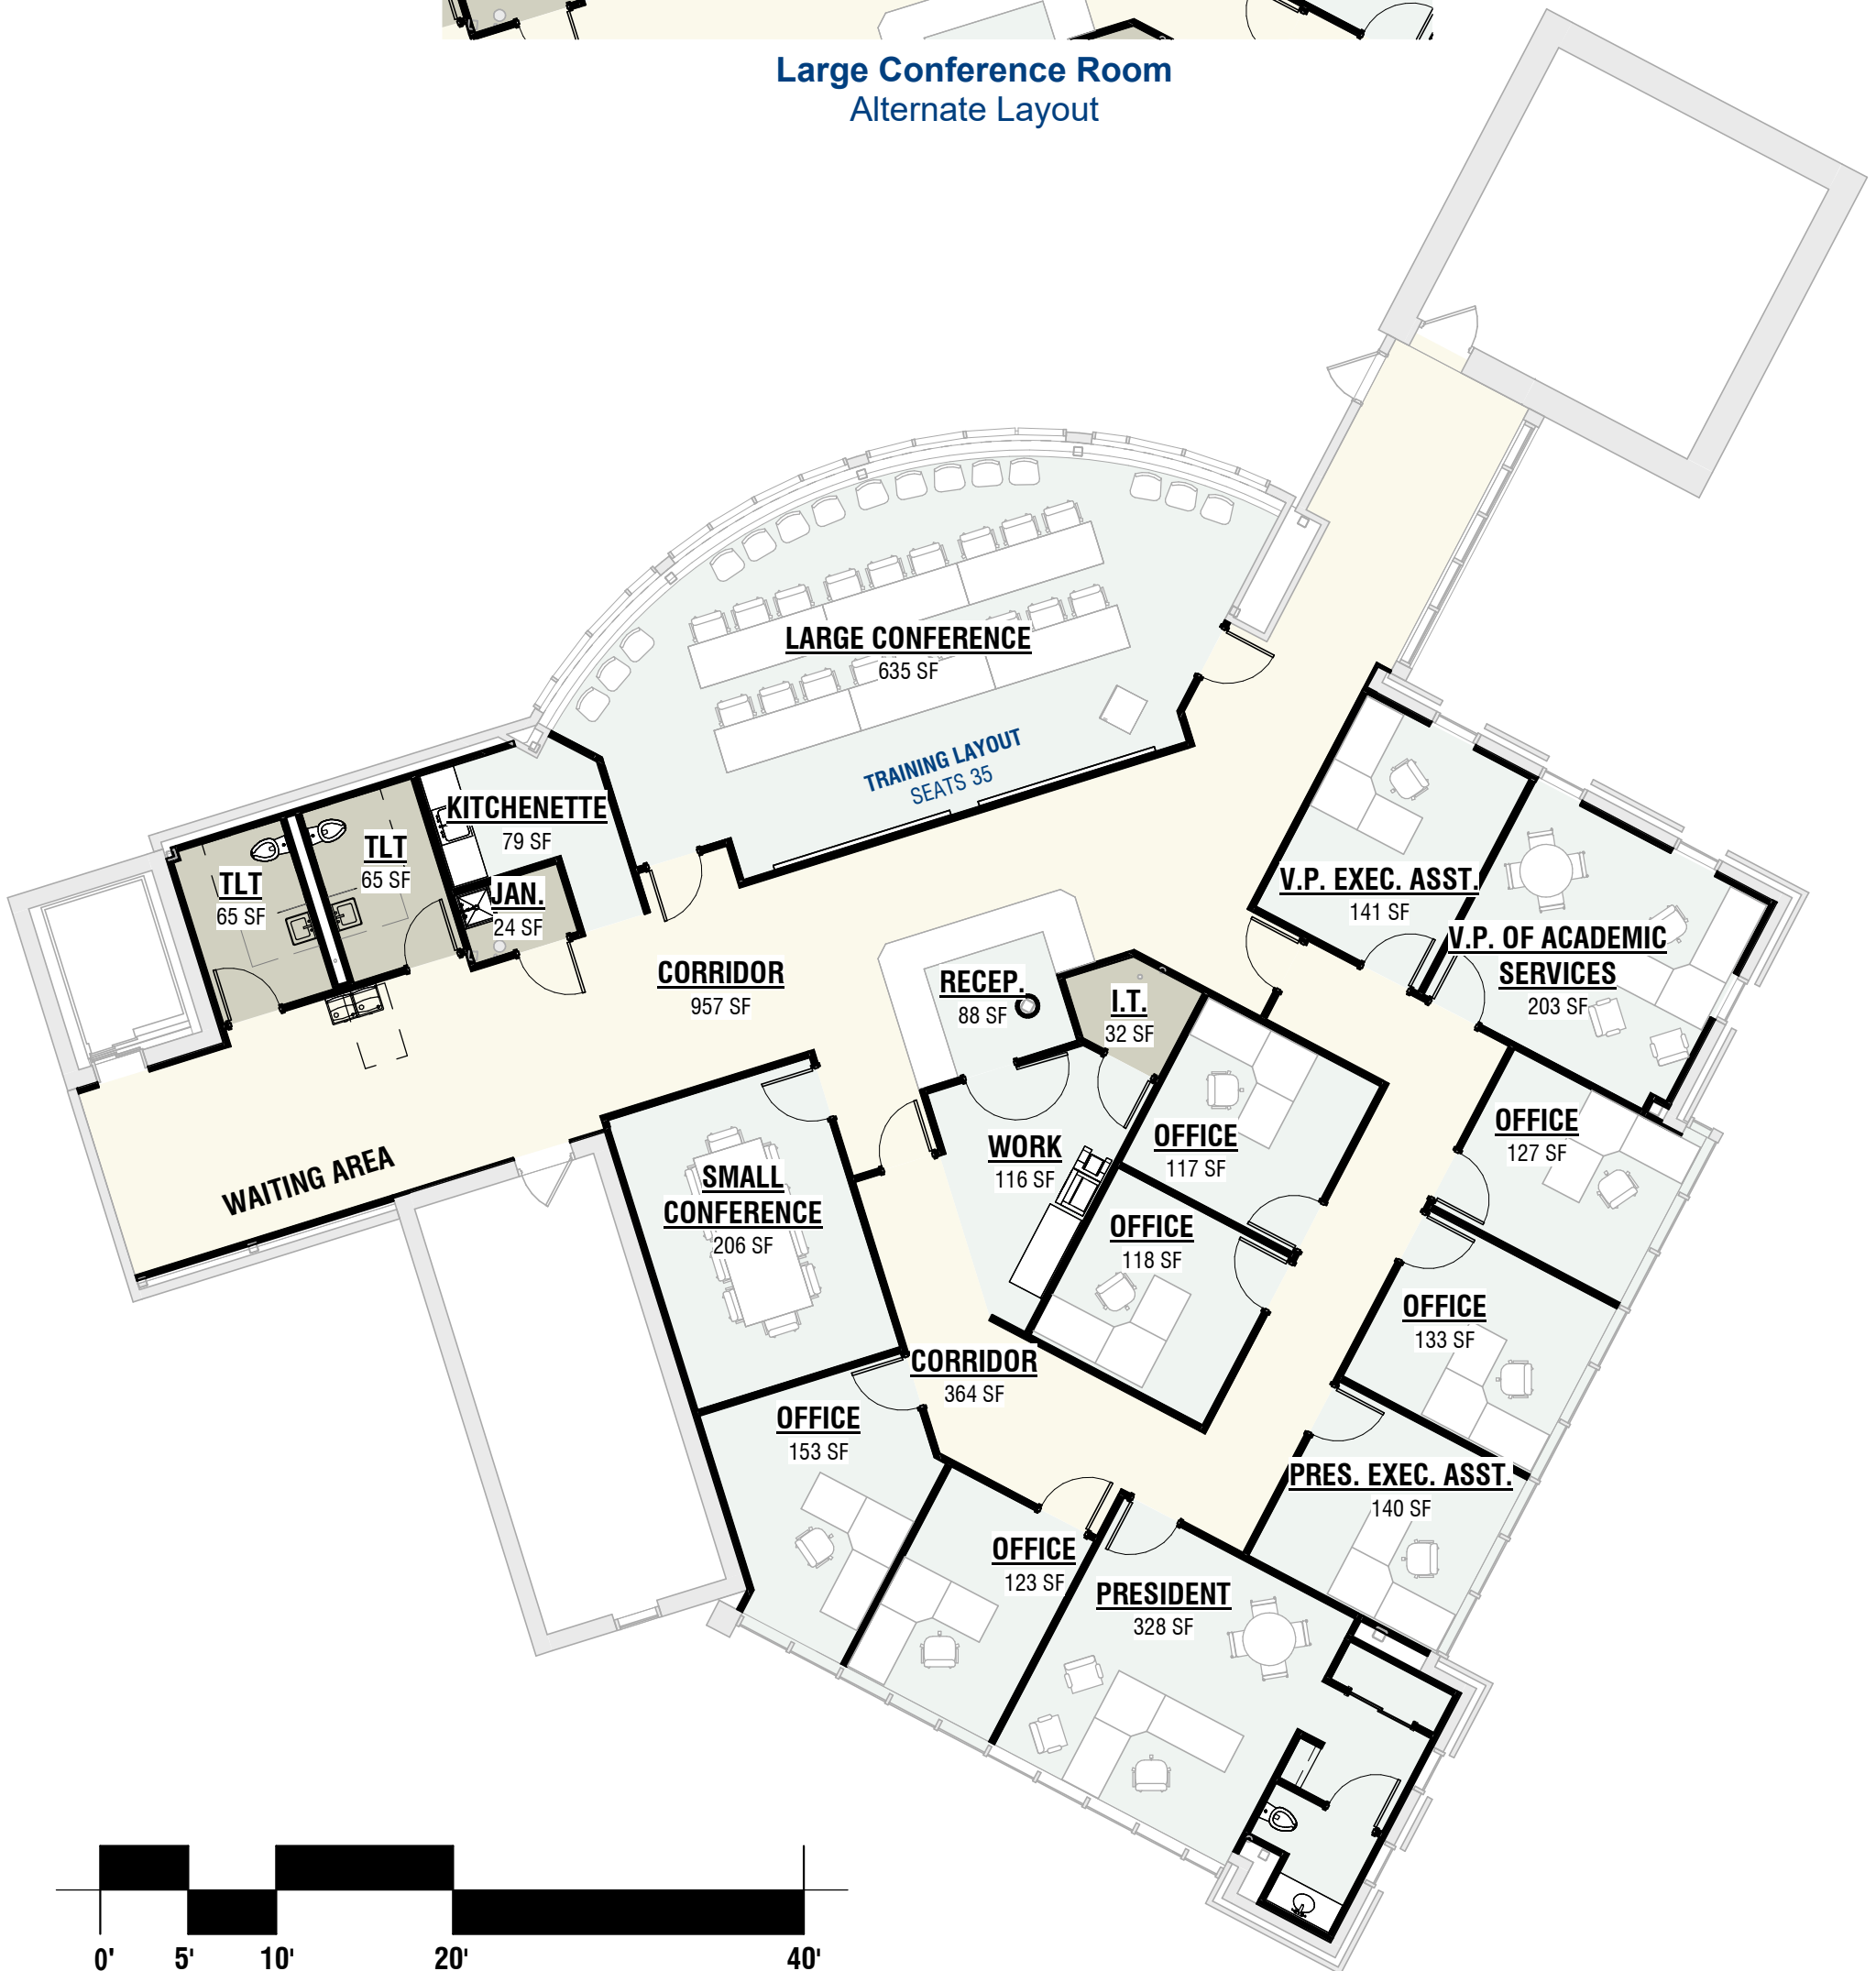 Large Conference Room
Alternate Layout
LARGE CONFERENCE
635 SF
TRAINING LAYOUT
SEATS 35
KITCHENETTE
79 SF
TLT
65 SF
TLT
65 SF
JAN.
24 SF
V.P. EXEC. ASST.
141 SF
V.P. OF ACADEMIC
SERVICES
203 SF
CORRIDOR
957 SF
RECEP.
88 SF
I.T.
32 SF
OFFICE
127 SF
OFFICE
117 SF
WORK
116 SF
WAITING AREA
SMALL
CONFERENCE
206 SF
OFFICE
118 SF
OFFICE
133 SF
CORRIDOR
364 SF
OFFICE
153 SF
PRES. EXEC. ASST.
140 SF
OFFICE
123 SF
PRESIDENT
328 SF
0' 5' 10' 20' 40'